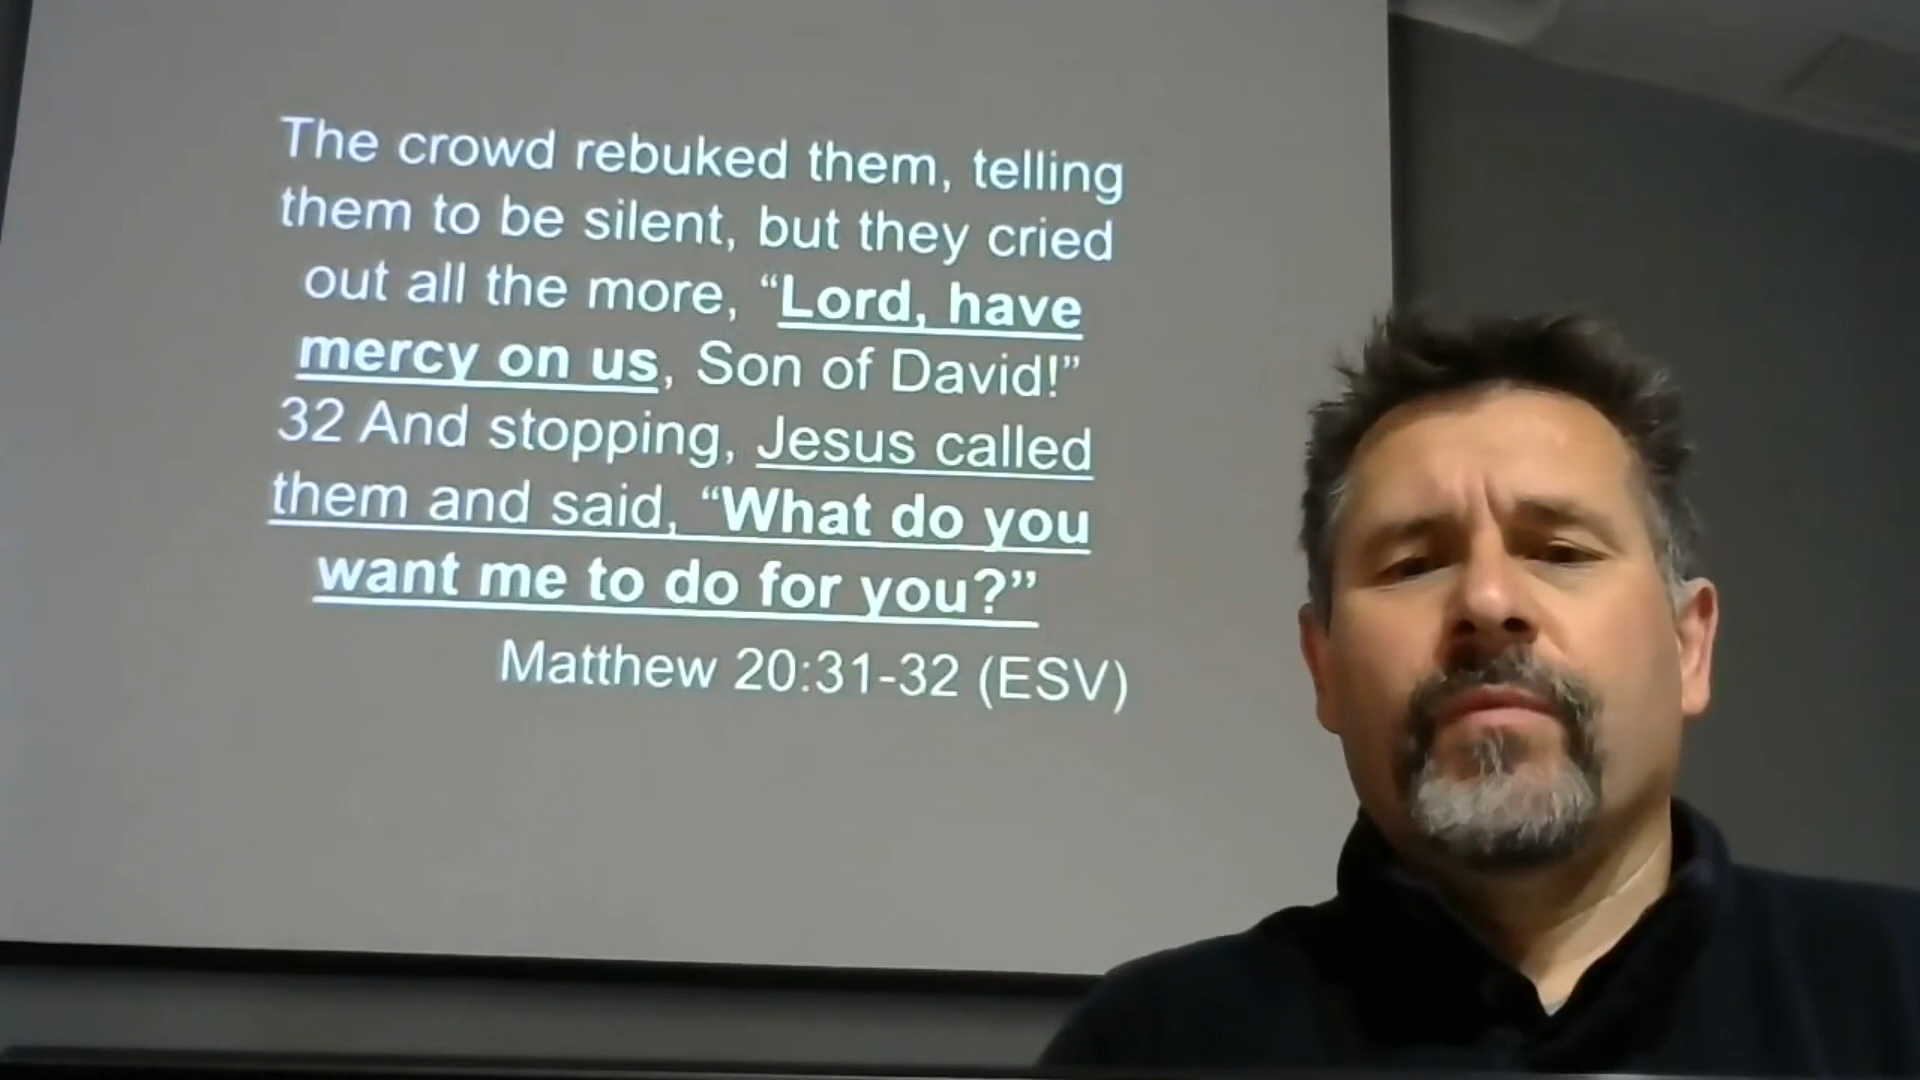 The crowd rebuked them, telling
them to be silent, but they cried
out all the more, “Lord, have
mercy on us, Son of David!”
32 And stopping, Jesus called
them and said, “What do you
want me to do for you?”
Matthew 20:31-32 (ESV)